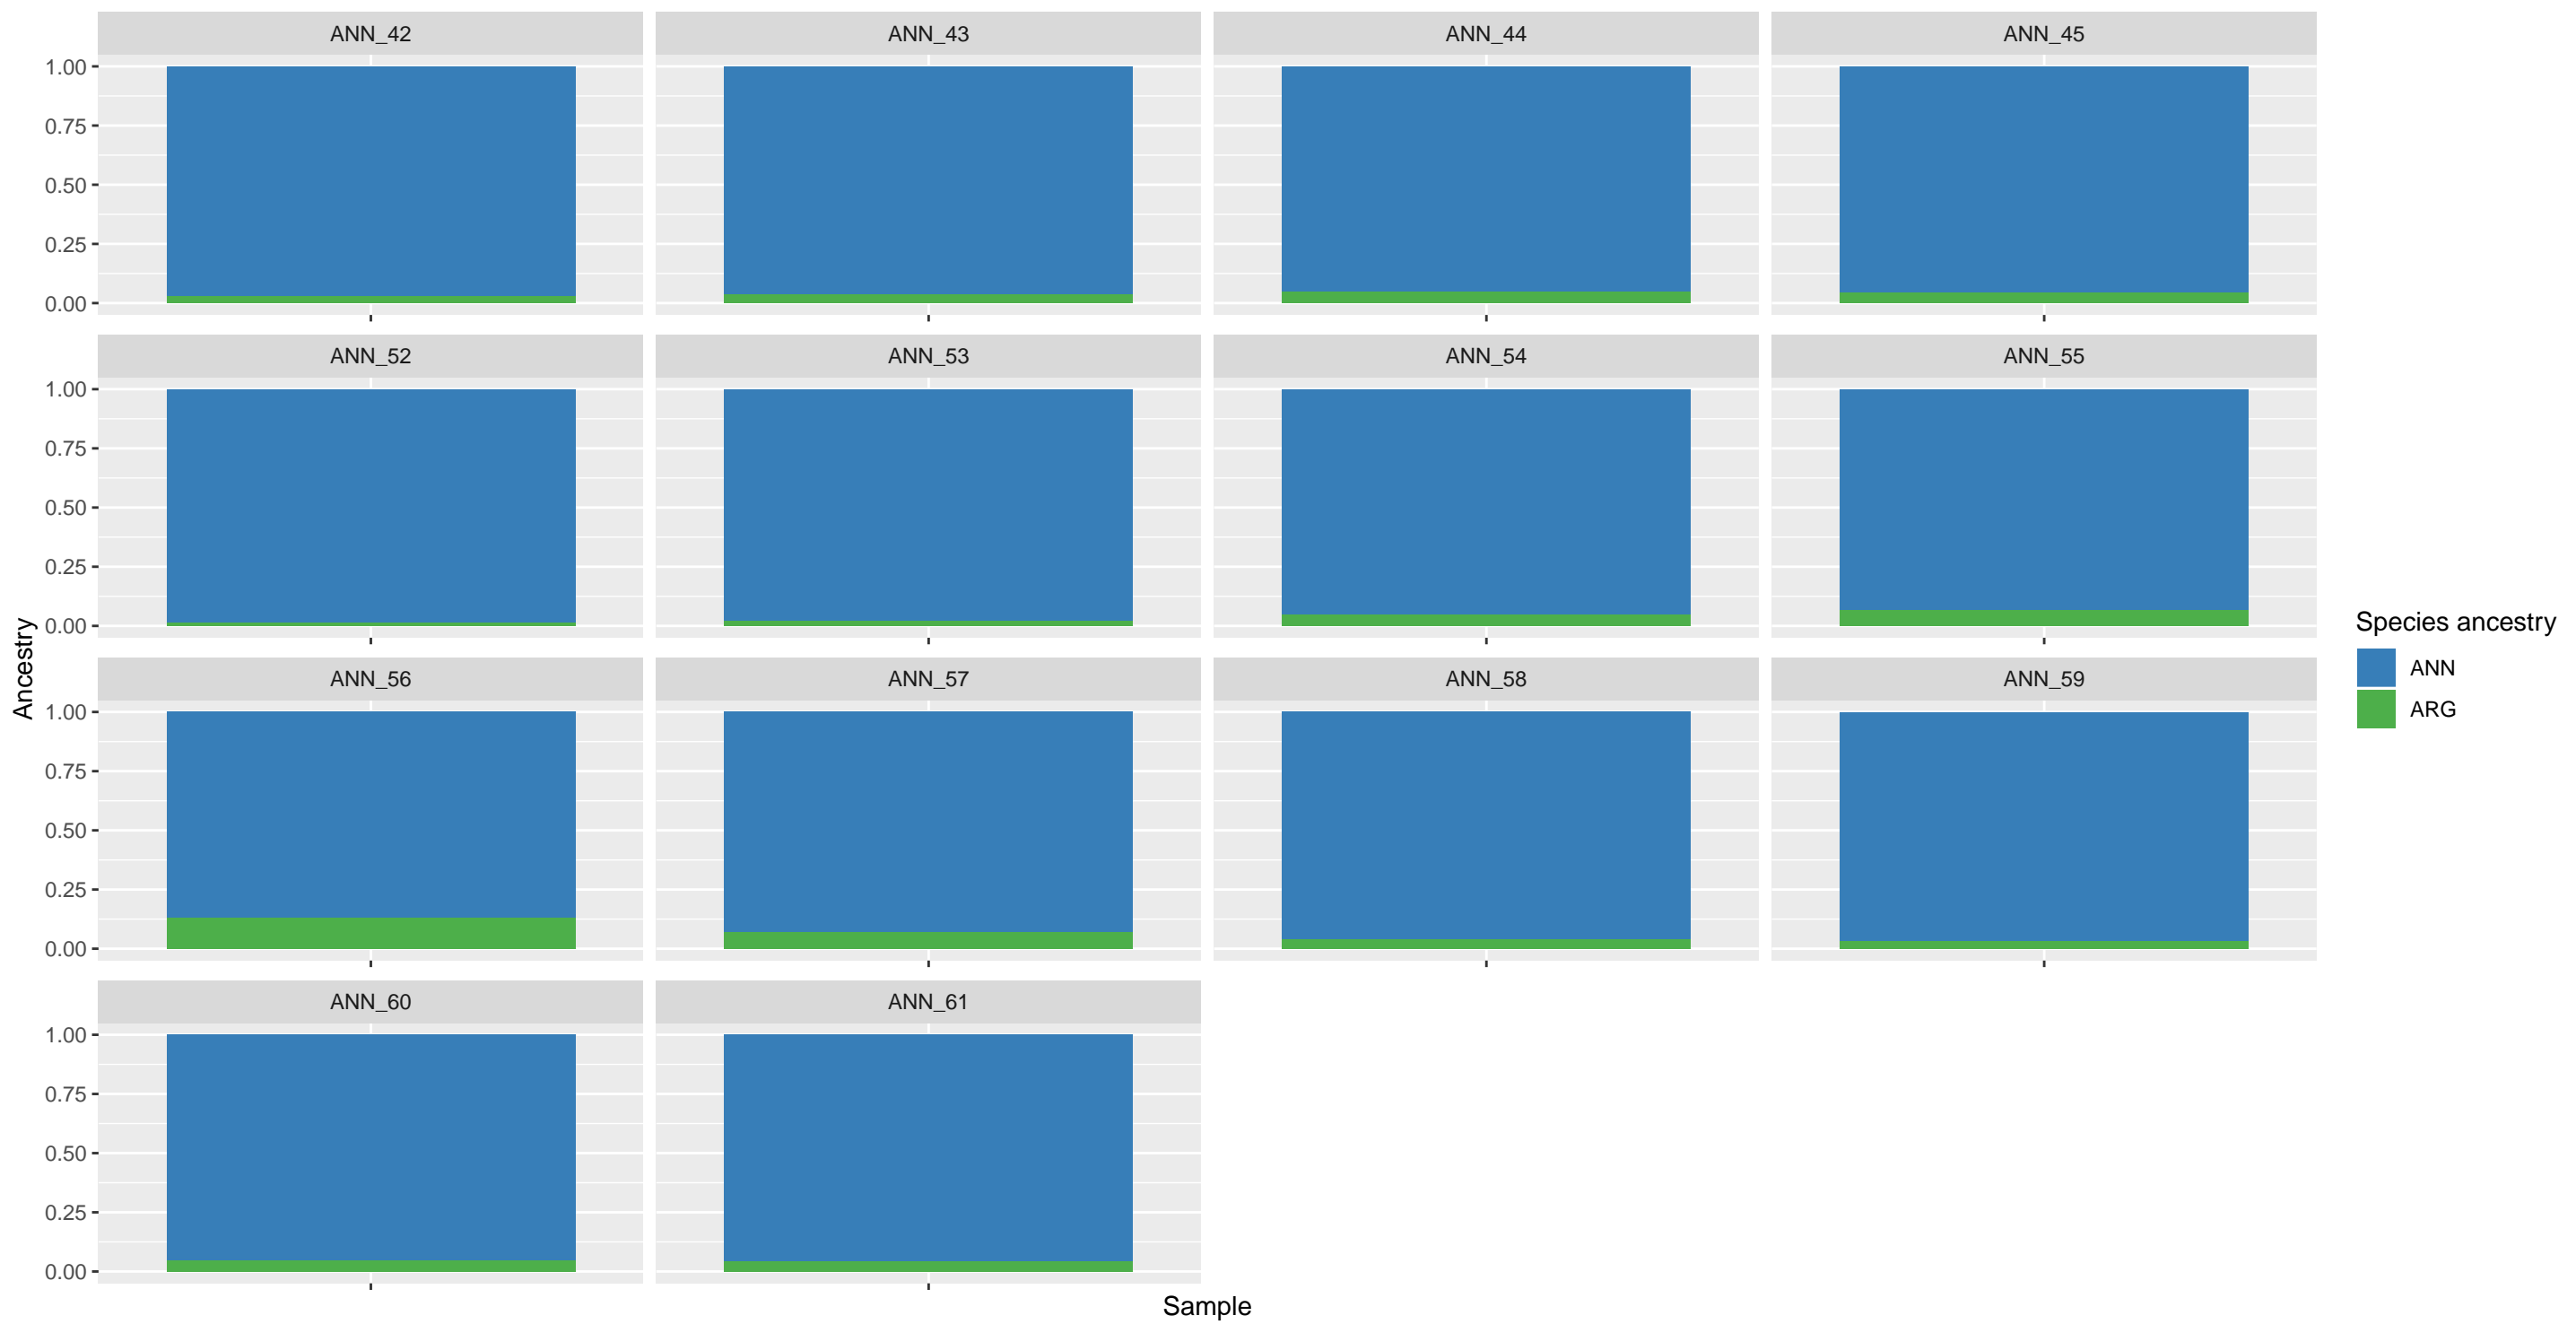 ANN_42 ANN_43 ANN_44 ANN_45
1.00
0.75
0.50
0.25
0.00
ANN_52 ANN_53 ANN_54 ANN_55
1.00
0.75
0.50
0.25
0.00
ANN_56 ANN_57 ANN_58 ANN_59
1.00
0.75
0.50
0.25
0.00
ANN_60 ANN_61
1.00
0.75
0.50
0.25
0.00
Ancestry
Sample
Species ancestry
ANN
ARG